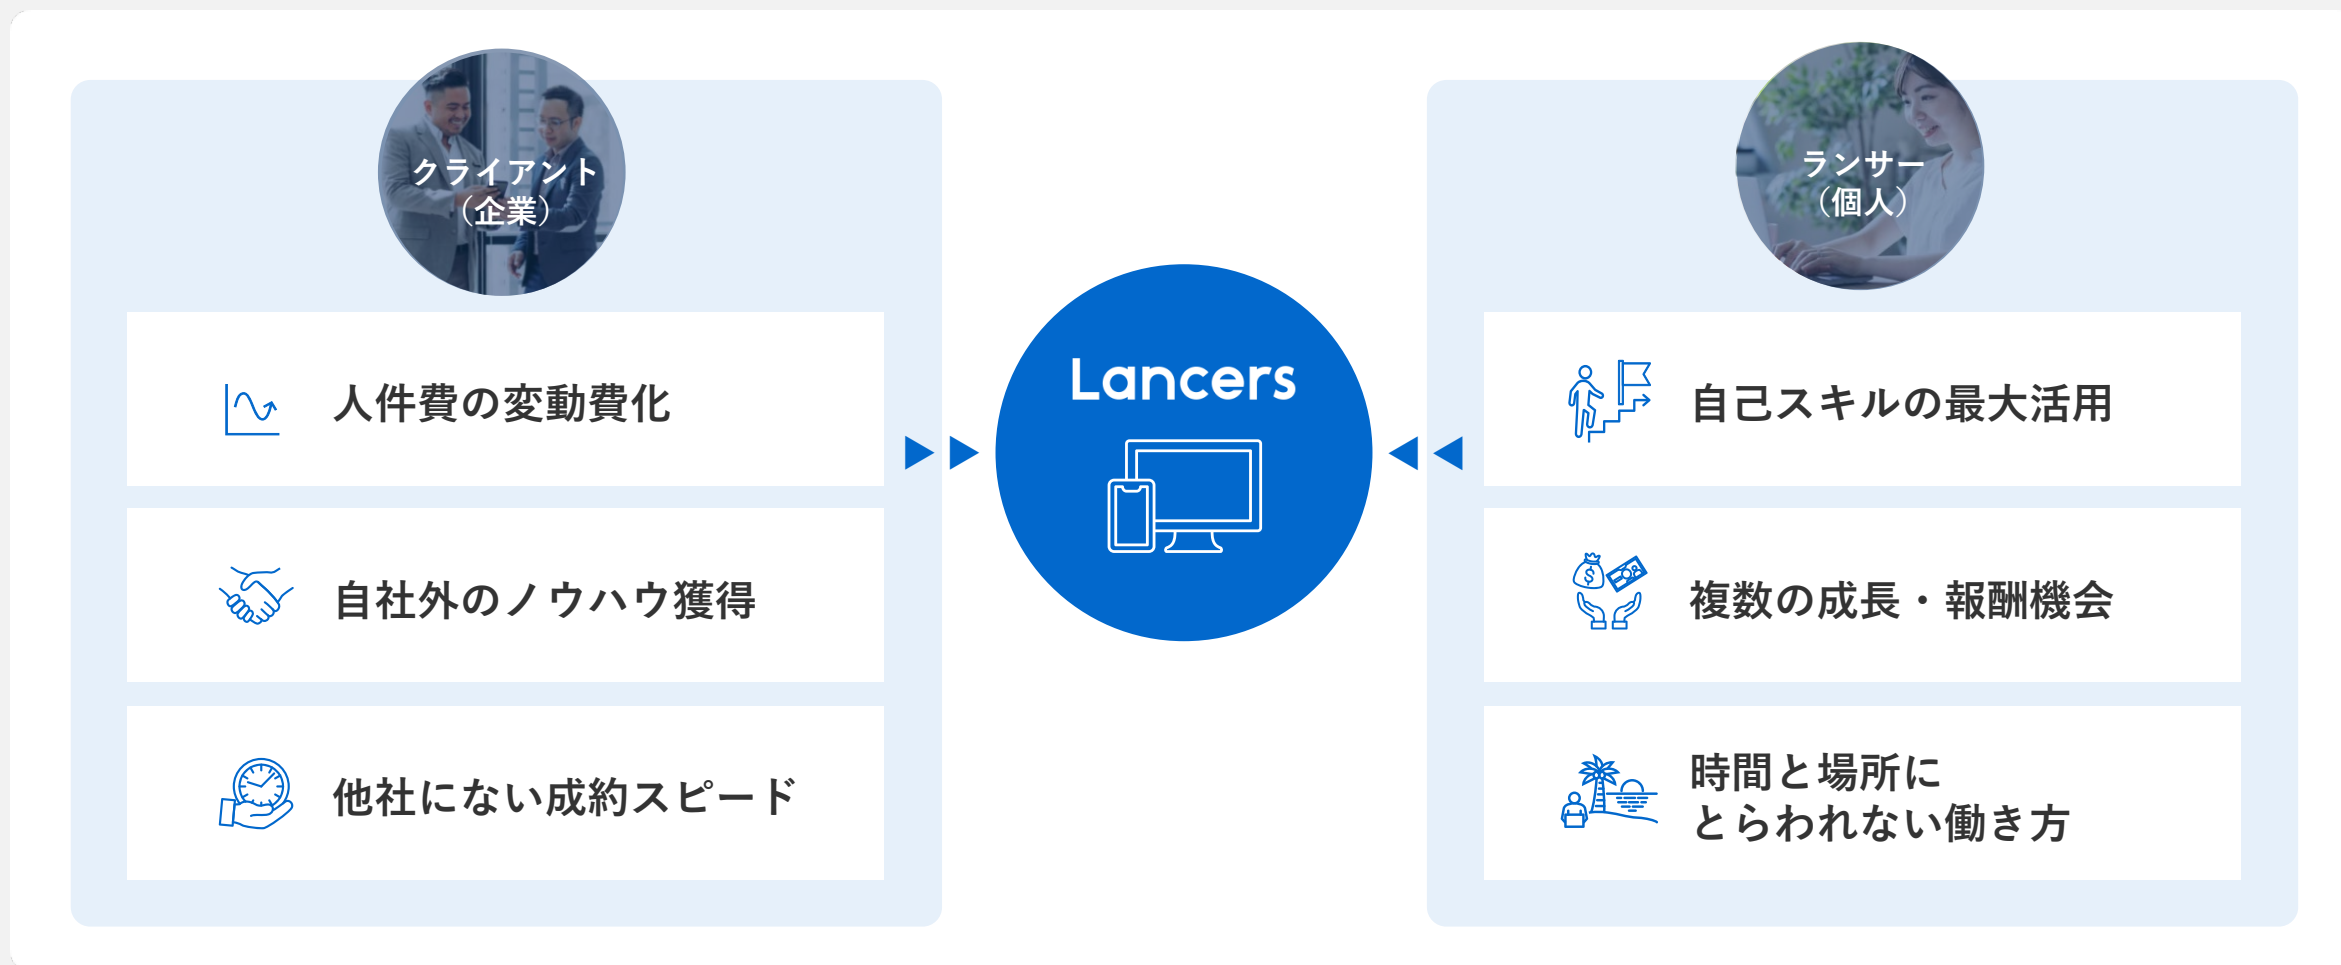 クライアント
（企業）
人件費の変動費化
自社外のノウハウ獲得
他社にない成約スピード
Lancers
ランサー
（個人）
自己スキルの最大活用
複数の成長・報酬機会
時間と場所に
とらわれない働き方